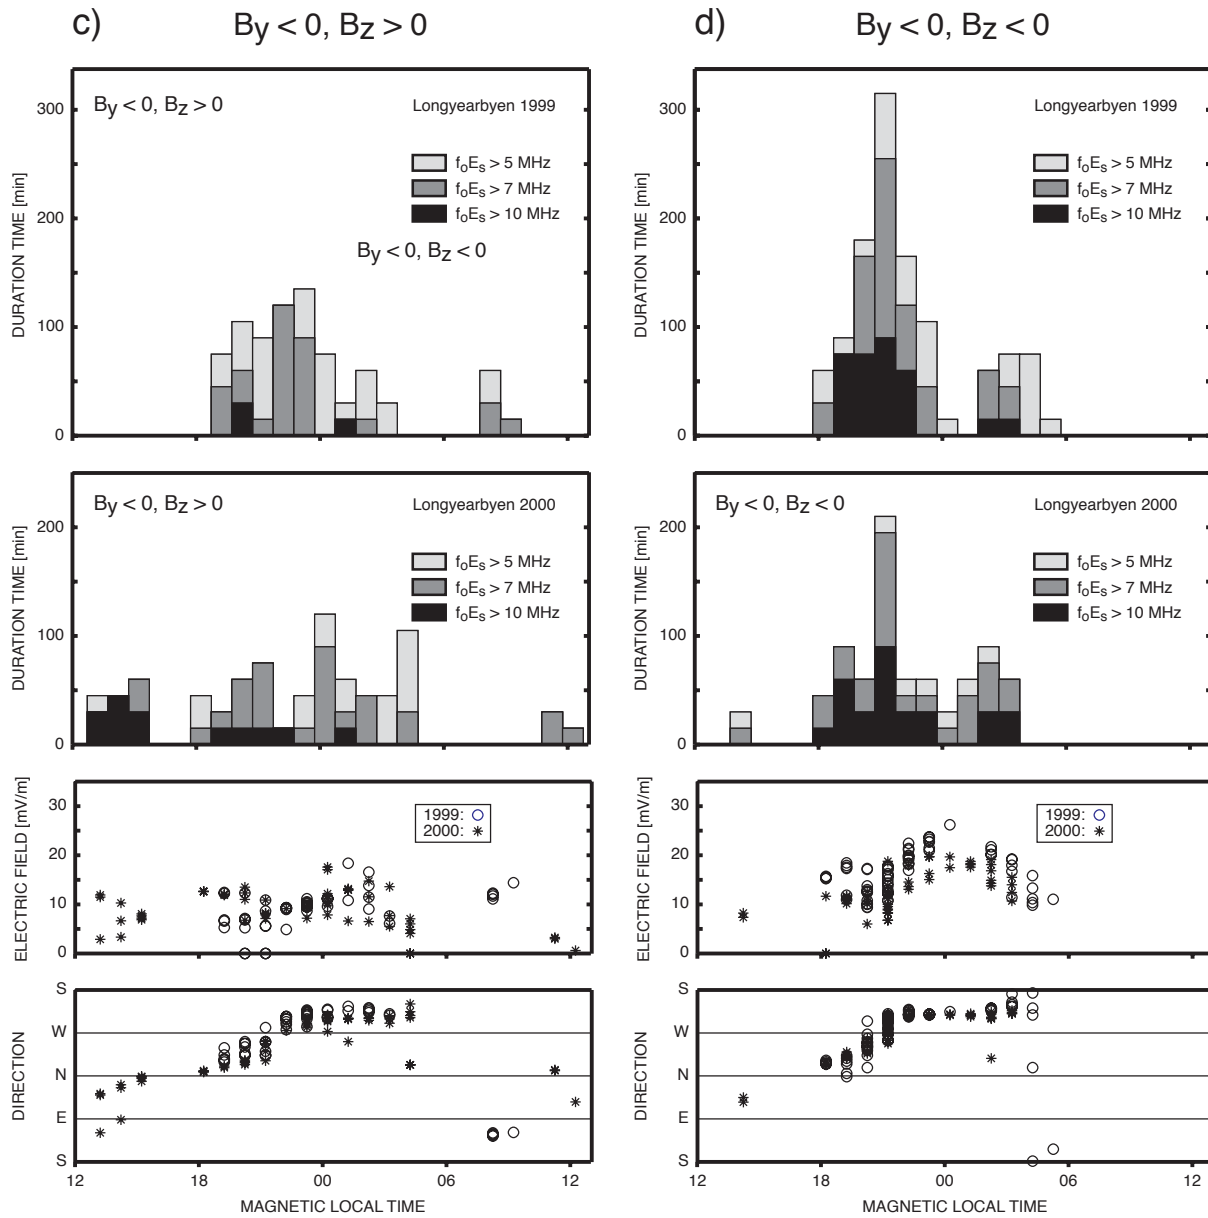 c) By < 0, Bz > 0
By < 0, Bz > 0
Longyearbyen 1999
foEs > 5 MHz
foEs > 7 MHz
foEs > 10 MHz
By < 0, Bz < 0
300
200
100
0
DURATION TIME [min]
By < 0, Bz > 0
Longyearbyen 2000
foEs > 5 MHz
foEs > 7 MHz
foEs > 10 MHz
200
100
0
DURATION TIME [min]
1999:
2000:
30
20
10
0
ELECTRIC FIELD [mV/m]
S
W
N
E
S
DIRECTION
12 18 00 06 12
MAGNETIC LOCAL TIME
d) By < 0, Bz < 0
Longyearbyen 1999
foEs > 5 MHz
foEs > 7 MHz
foEs > 10 MHz
300
200
100
0
DURATION TIME [min]
By < 0, Bz < 0
Longyearbyen 2000
foEs > 5 MHz
foEs > 7 MHz
foEs > 10 MHz
200
100
0
DURATION TIME [min]
1999:
2000:
30
20
10
0
ELECTRIC FIELD [mV/m]
S
W
N
E
S
DIRECTION
12 18 00 06 12
MAGNETIC LOCAL TIME